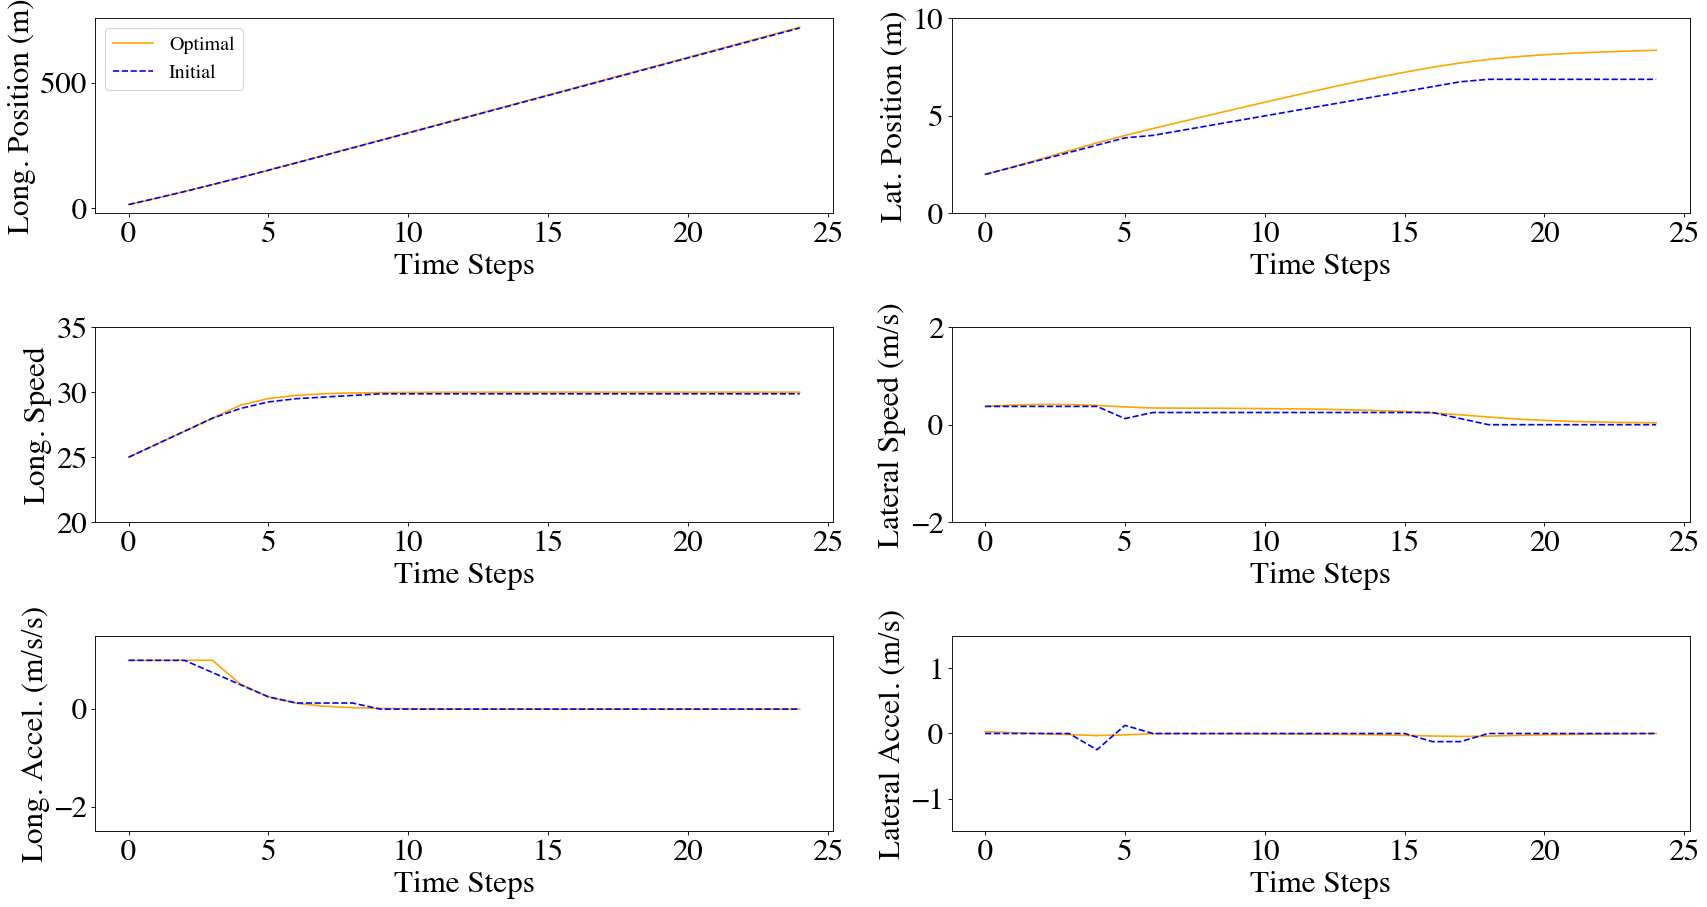 Long. Position (m)
500
0
Optimal
Initial
0 5 10 15 20 25
Time Steps
Lat. Position (m)
10
5
0
0 5 10 15 20 25
Time Steps
Long. Speed
35
30
25
20
0 5 10 15 20 25
Time Steps
Lateral Speed (m/s)
2
0
−2
0 5 10 15 20 25
Time Steps
Long. Accel. (m/s/s)
0
−2
0 5 10 15 20 25
Time Steps
Lateral Accel. (m/s)
1
0
−1
0 5 10 15 20 25
Time Steps